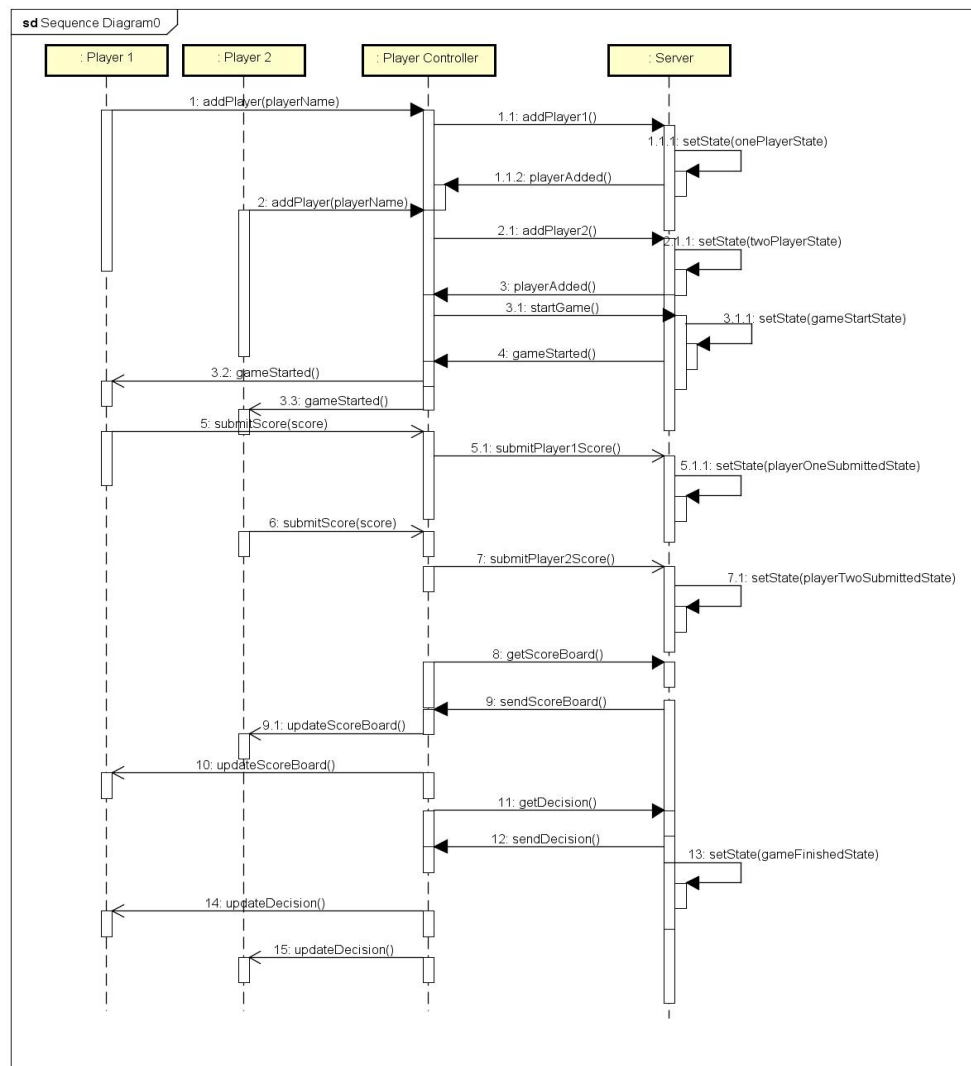 sd Sequence Diagram0
: Player 1
: Player 2
: Player Controller
: Server
1: addPlayer(playerName)
1.1: addPlayer1()
1.1.1: setState(onePlayerState)
1.1.2: playerAdded()
2: addPlayer(playerName)
2.1: addPlayer2()
2.1.1: setState(twoPlayerState)
3: playerAdded()
3.1: startGame()
3.1.1: setState(gameStartState)
4: gameStarted()
3.2: gameStarted()
3.3: gameStarted()
5: submitScore(score)
5.1: submitPlayer1Score()
5.1.1: setState(playerOneSubmittedState)
6: submitScore(score)
7: submitPlayer2Score()
7.1: setState(playerTwoSubmittedState)
8: getScoreBoard()
9: sendScoreBoard()
9.1: updateScoreBoard()
10: updateScoreBoard()
11: getDecision()
12: sendDecision()
13: setState(gameFinishedState)
14: updateDecision()
15: updateDecision()